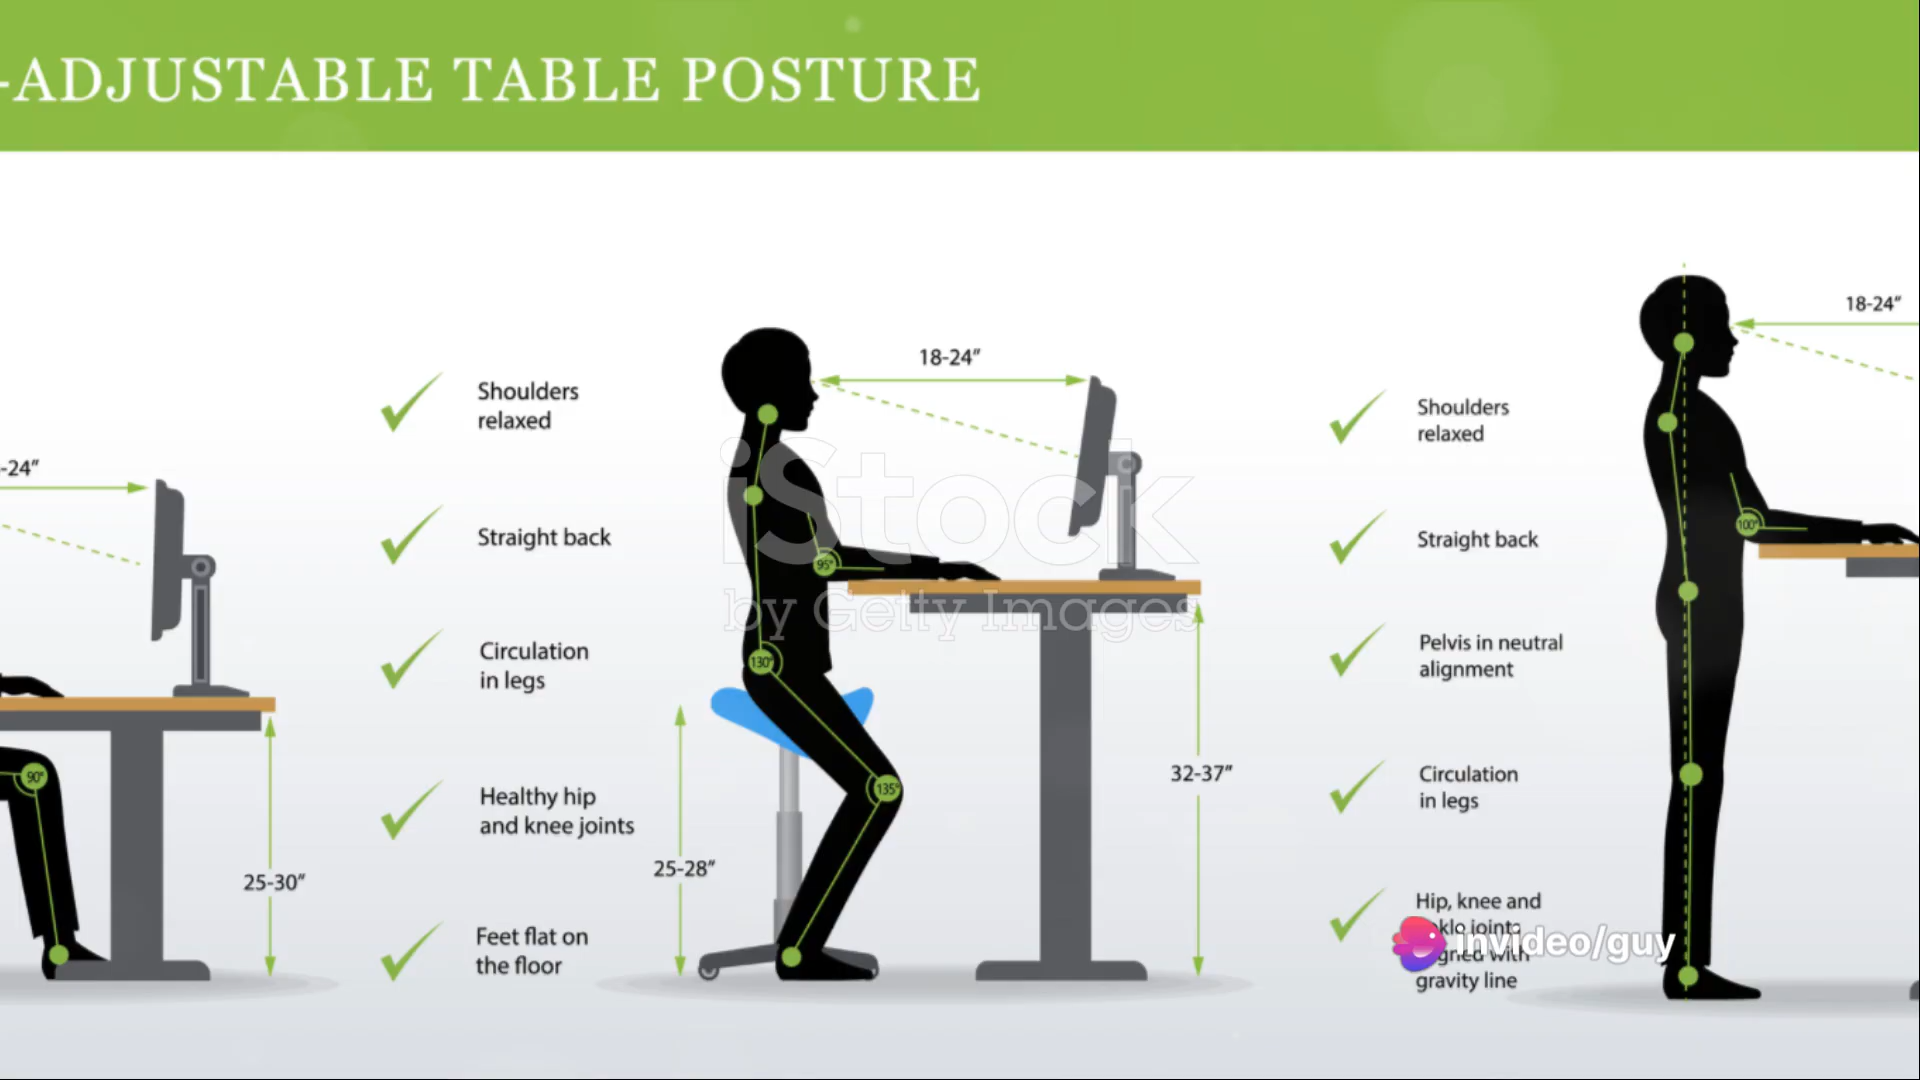 -ADJUSTABLE TABLE POSTURE
-24”
90°
25-30”
Shoulders
relaxed
Straight back
Circulation
in legs
Healthy hip
and knee joints
Feet flat on
the floor
18-24”
95°
130°
135°
25-28”
32-37”
iStock
by Getty Images
Shoulders
relaxed
Straight back
Pelvis in neutral
alignment
Circulation
in legs
Hip, knee and
joints
with
gravity line
invideo/guy
18-24”
100°